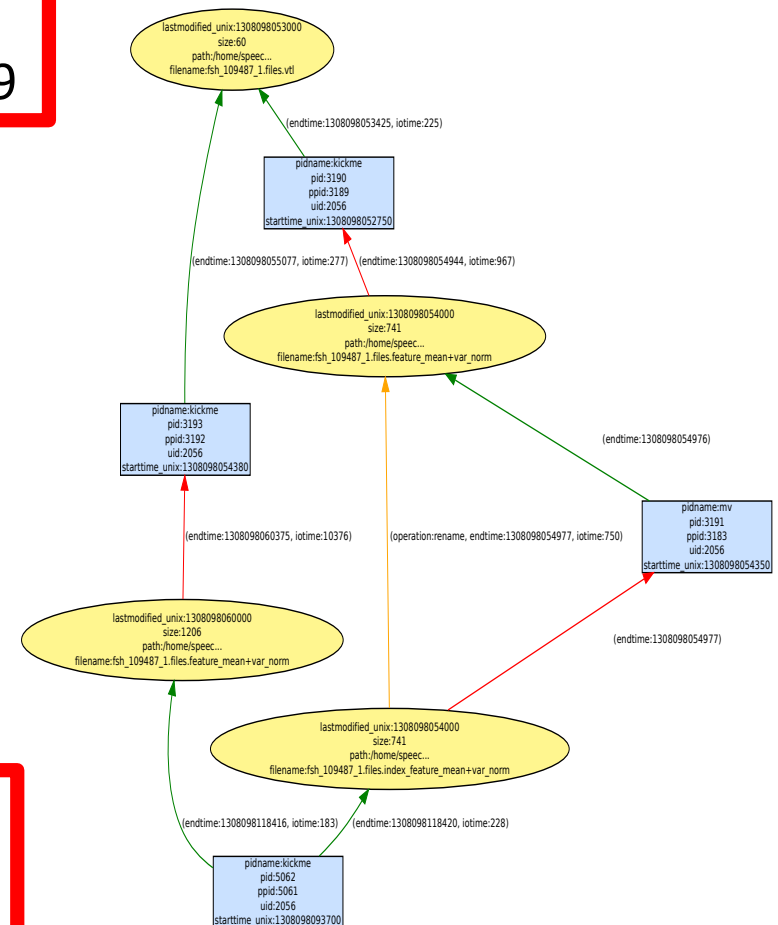 lastmodified_unix:1308098053000
size:60
path:/home/speec...
filename:fsh_109487_1.files.vtl
9
(endtime:1308098053425, iotime:225)
pidname:kickme
pid:3190
ppid:3189
uid:2056
starttime_unix:1308098052750
(endtime:1308098055077, iotime:277)
(endtime:1308098054944, iotime:967)
lastmodified_unix:1308098054000
size:741
path:/home/speec...
filename:fsh_109487_1.files.feature_mean+var_norm
pidname:kickme
pid:3193
ppid:3192
uid:2056
starttime_unix:1308098054380
(endtime:1308098054976)
pidname:mv
pid:3191
ppid:3183
uid:2056
starttime_unix:1308098054350
(endtime:1308098060375, iotime:10376)
(operation:rename, endtime:1308098054977, iotime:750)
lastmodified_unix:1308098060000
size:1206
path:/home/speec...
filename:fsh_109487_1.files.feature_mean+var_norm
(endtime:1308098054977)
lastmodified_unix:1308098054000
size:741
path:/home/speec...
filename:fsh_109487_1.files.index_feature_mean+var_norm
(endtime:1308098118416, iotime:183)
(endtime:1308098118420, iotime:228)
pidname:kickme
pid:5062
ppid:5061
uid:2056
starttime_unix:1308098093700